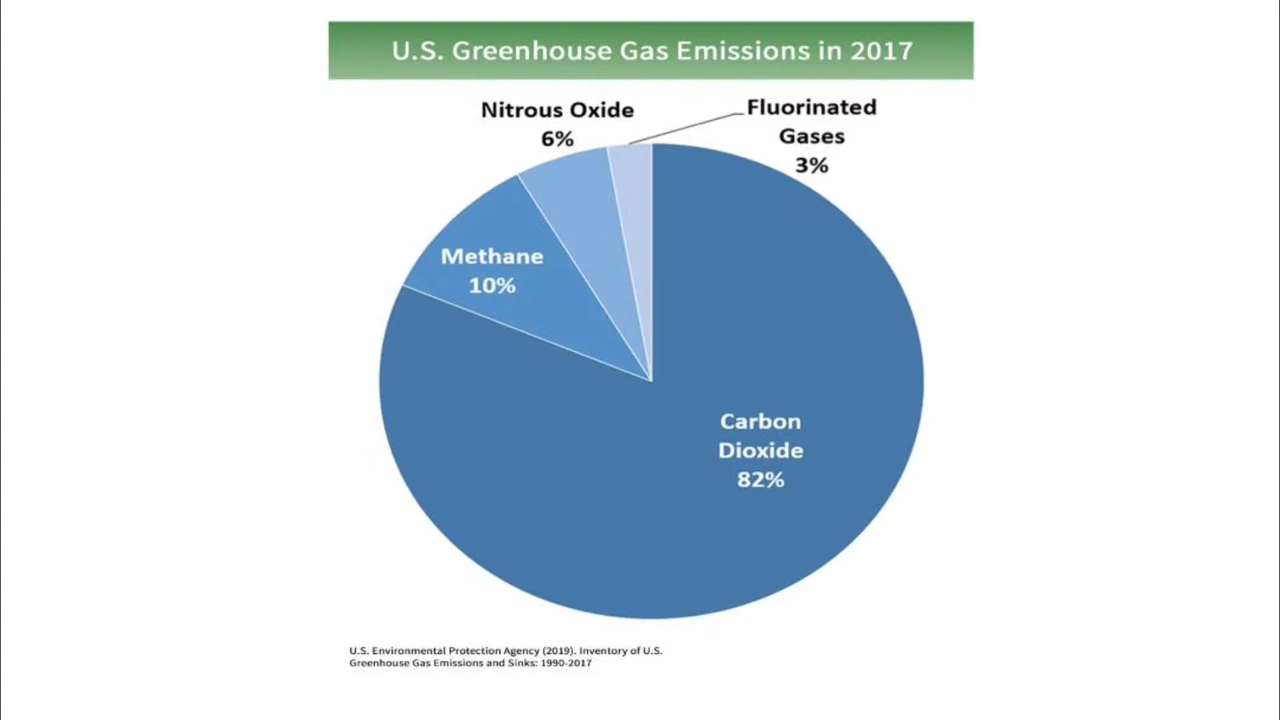 U.S. Greenhouse Gas Emissions in 2017
Nitrous Oxide
6%
Fluorinated
Gases
3%
Methane
10%
Carbon
Dioxide
82%
U.S. Environmental Protection Agency (2019). Inventory of U.S.
Greenhouse Gas Emissions and Sinks: 1990-2017